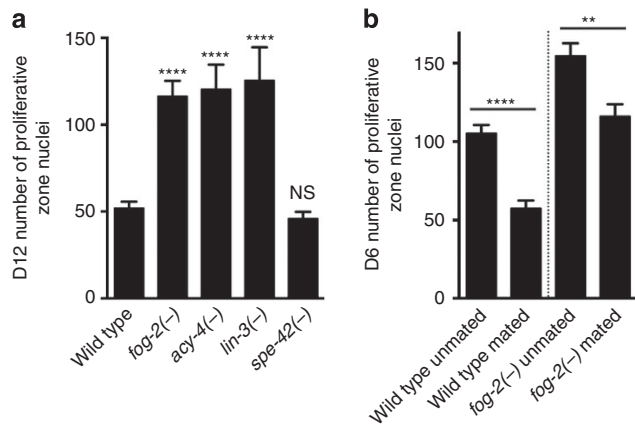 a
D12 number of proliferative
zone nuclei
150
100
50
0
****
****
****
NS
Wild type
fog-2(–)
acy-4(–)
lin-3(–)
spe-42(–)
b
D6 number of proliferative
zone nuclei
150
100
50
0
****
**
Wild type unmated
Wild type mated
fog-2(–) unmated
fog-2(–) mated